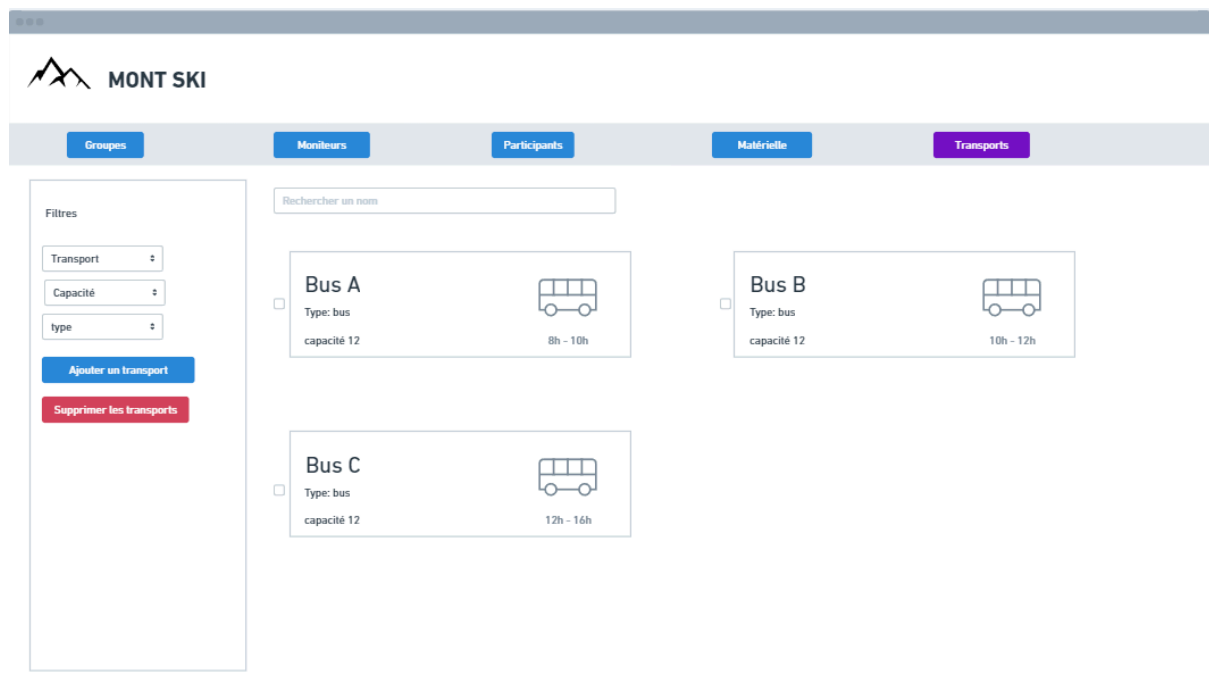 MONT SKI
Groupes Moniteurs Participants Matérielle Transports
Filtres
Transport
Capacité
type
Ajouter un transport
Supprimer les transports
Rechercher un nom
Bus A
Type: bus
capacité 12 8h - 10h
Bus B
Type: bus
capacité 12 10h - 12h
Bus C
Type: bus
capacité 12 12h - 16h